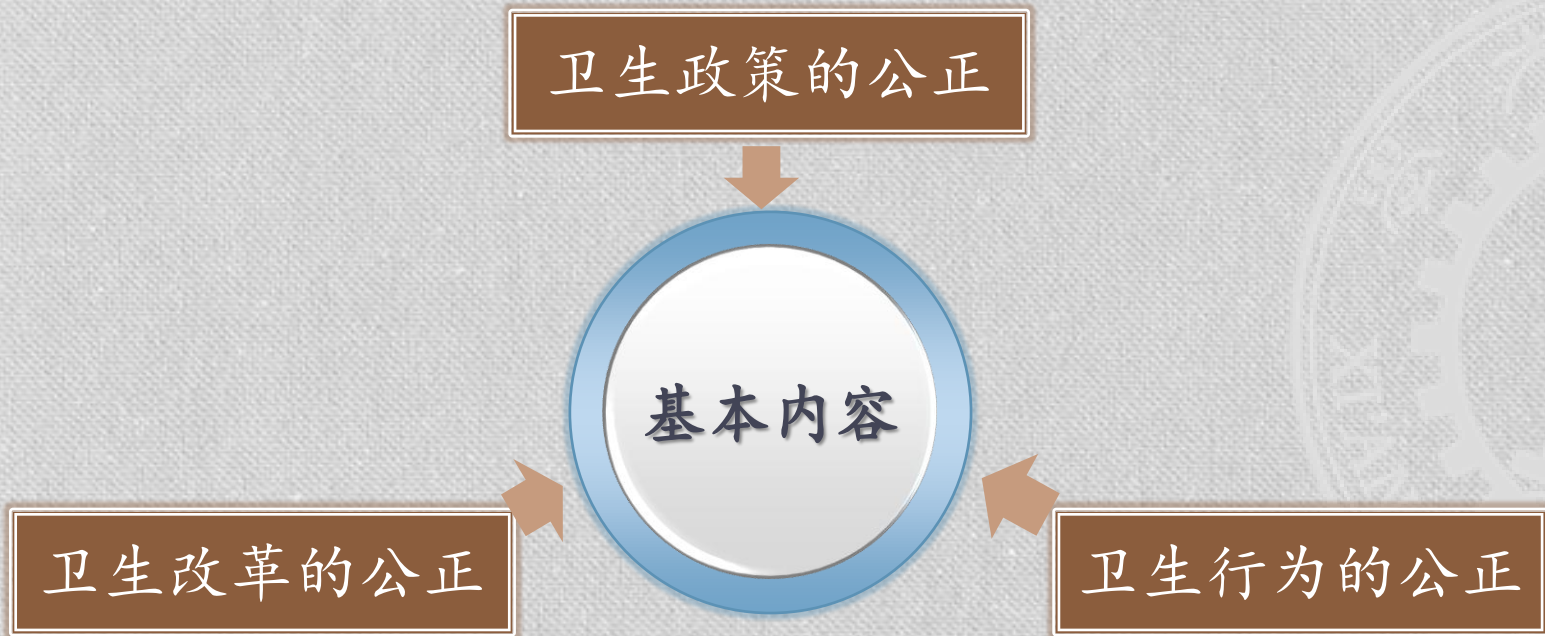 卫生政策的公正
基本内容
卫生改革的公正
卫生行为的公正